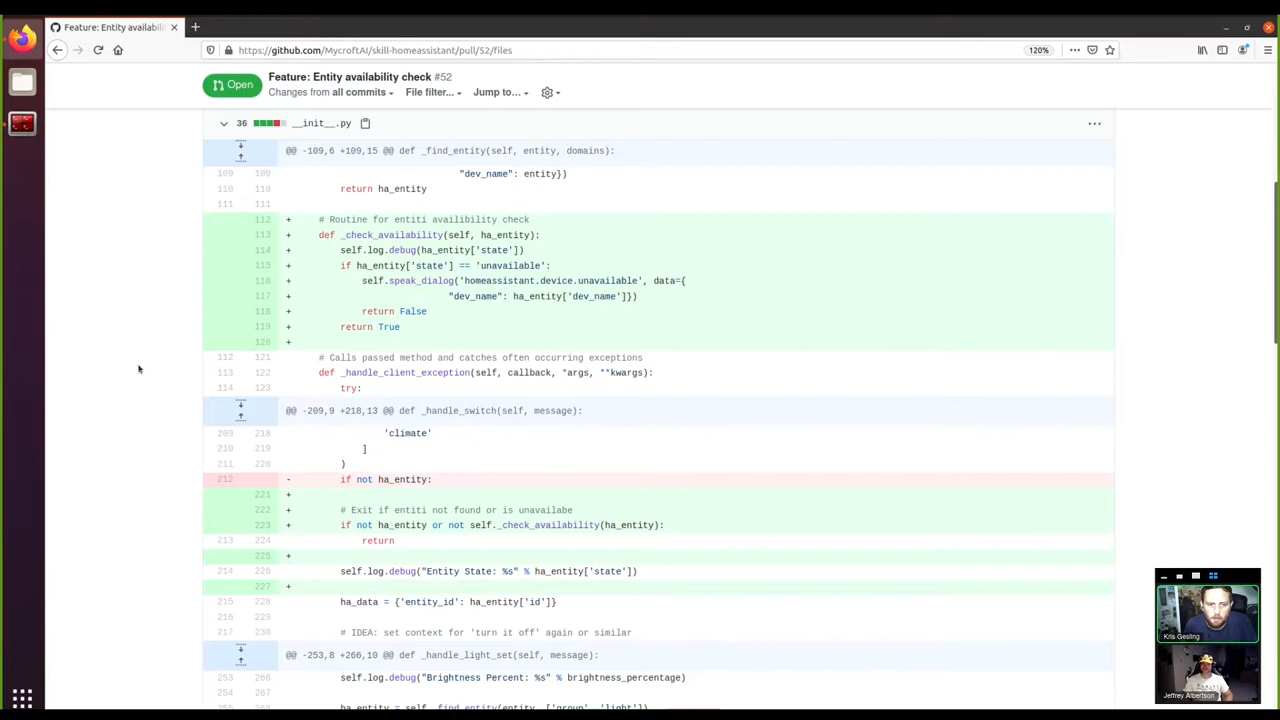 Feature: Entity availabili
https://github.com/MycroftAI/skill-homeassistant/pull/52/files
120%
Open
Feature: Entity availability check #52
Changes from all commits
File filter...
Jump to...
36 __init__.py
@@ -109,6 +109,15 @@ def _find_entity(self, entity, domains):
109 109 "dev_name": entity})
110 110 return ha_entity
111 111
112 + # Routine for entiti availibility check
113 + def _check_availability(self, ha_entity):
114 + self.log.debug(ha_entity['state'])
115 + if ha_entity['state'] == 'unavailable':
116 + self.speak_dialog('homeassistant.device.unavailable', data={
117 + "dev_name": ha_entity['dev_name']})
118 + return False
119 + return True
120 +
112 121 # Calls passed method and catches often occurring exceptions
113 122 def _handle_client_exception(self, callback, *args, **kwargs):
114 123 try:
@@ -209,9 +218,13 @@ def _handle_switch(self, message):
209 218 'climate'
210 219 ]
211 220 )
212 - if not ha_entity:
221 +
222 + # Exit if entiti not found or is unavailabe
223 + if not ha_entity or not self._check_availability(ha_entity):
213 224 return
225 +
214 226 self.log.debug("Entity State: %s" % ha_entity['state'])
227 +
215 228 ha_data = {'entity_id': ha_entity['id']}
216 229
217 230 # IDEA: set context for 'turn it off' again or similar
@@ -253,8 +266,10 @@ def _handle_light_set(self, message):
253 266 self.log.debug("Brightness Percent: %s" % brightness_percentage)
254 267
255 268 ha_entity = self._find_entity(entity, ['group', 'light'])
Kris Gesling
Jeffrey Albertson